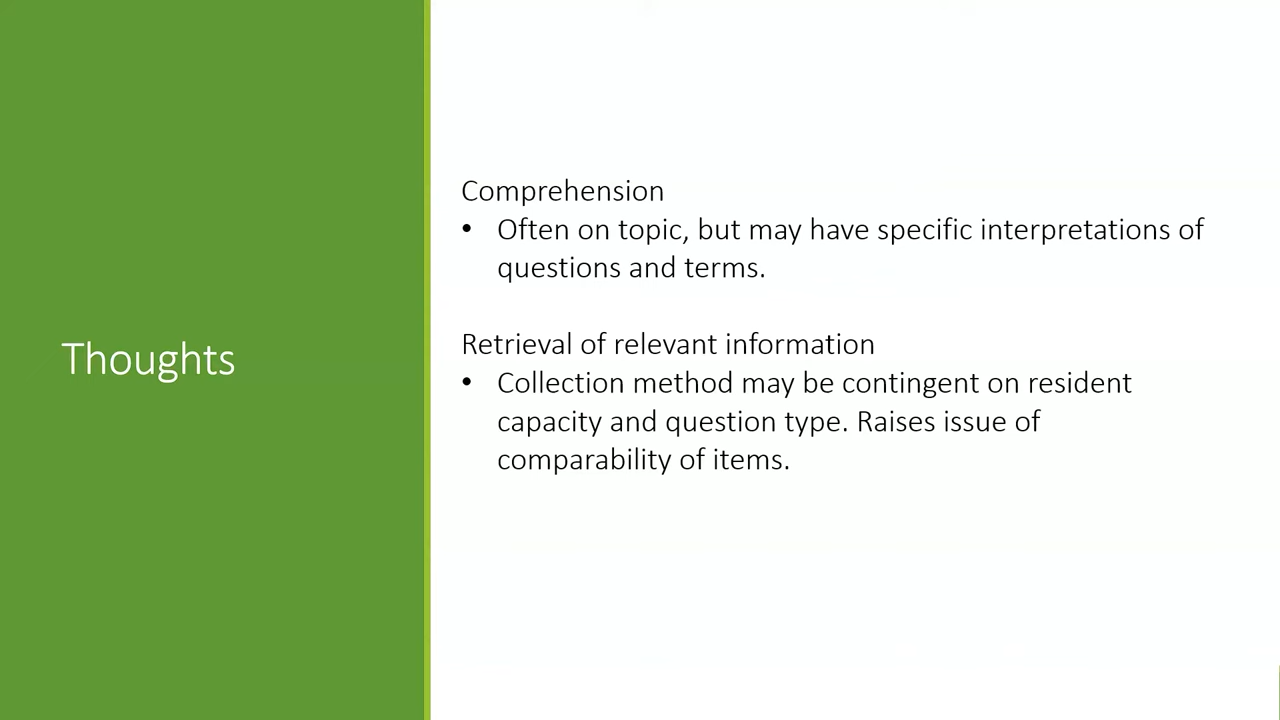 Thoughts
Comprehension
• Often on topic, but may have specific interpretations of
questions and terms.
Retrieval of relevant information
• Collection method may be contingent on resident
capacity and question type. Raises issue of
comparability of items.